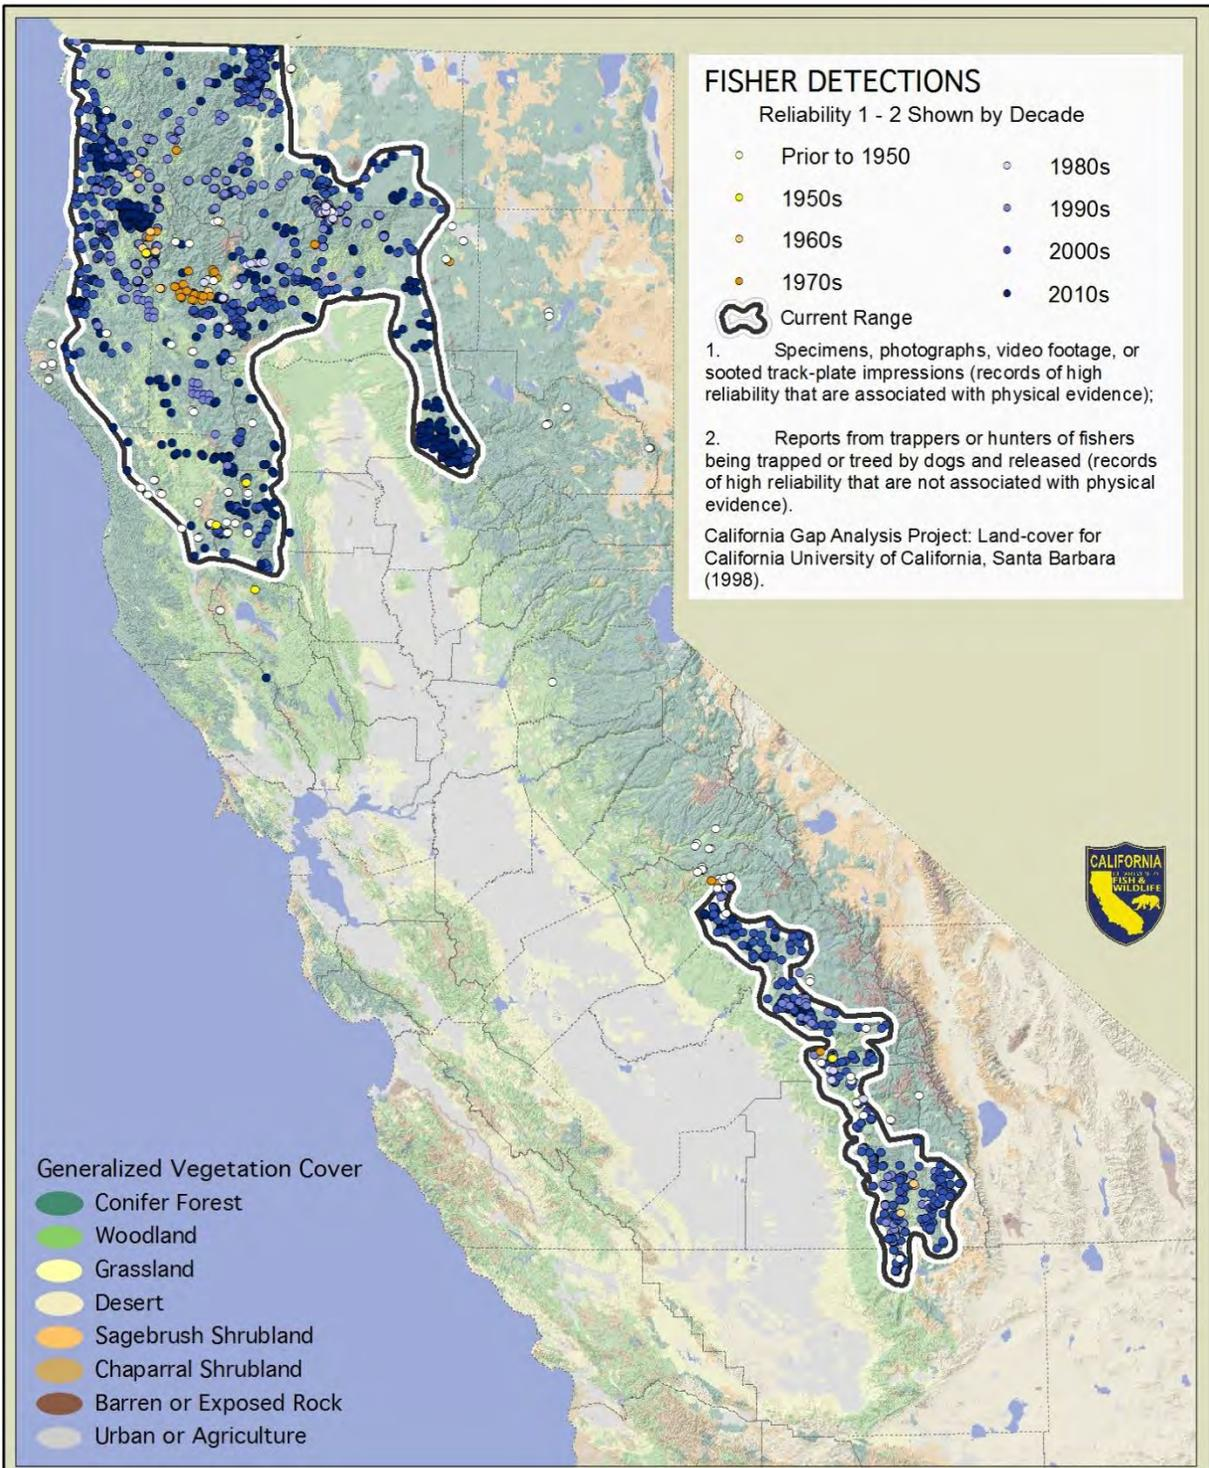 FISHER DETECTIONS
Reliability 1 - 2 Shown by Decade
Prior to 1950
1950s
1960s
1970s
1980s
1990s
2000s
2010s
Current Range
1. Specimens, photographs, video footage, or
sooted track-plate impressions (records of high
reliability that are associated with physical evidence);
2. Reports from trappers or hunters of fishers
being trapped or treed by dogs and released (records
of high reliability that are not associated with physical
evidence).
California Gap Analysis Project: Land-cover for
California University of California, Santa Barbara
(1998).
CALIFORNIA
FISH &
WILDLIFE
Generalized Vegetation Cover
Conifer Forest
Woodland
Grassland
Desert
Sagebrush Shrubland
Chaparral Shrubland
Barren or Exposed Rock
Urban or Agriculture